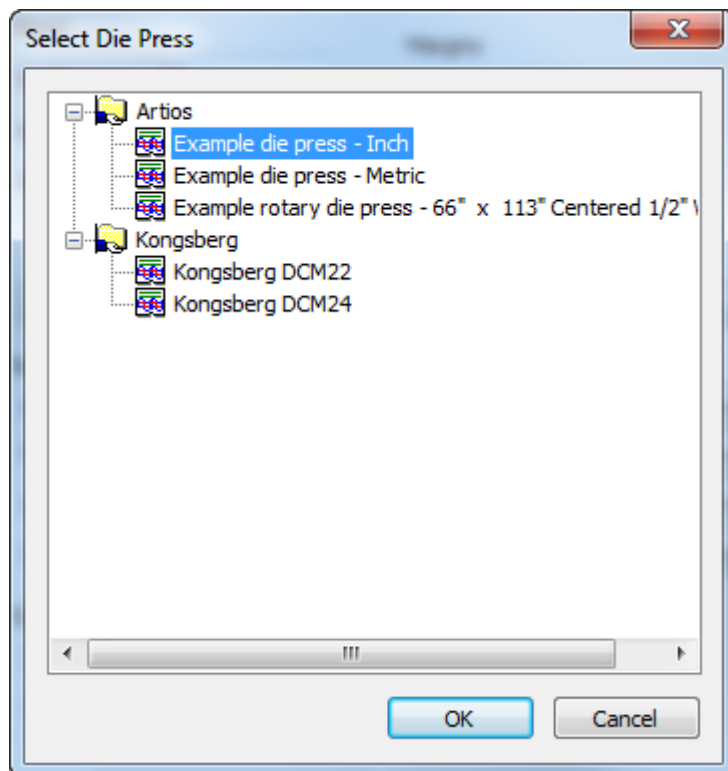 Select Die Press
Artios
Example die press - Inch
Example die press - Metric
Example rotary die press - 66" x 113" Centered 1/2"
Kongsberg
Kongsberg DCM22
Kongsberg DCM24
OK
Cancel